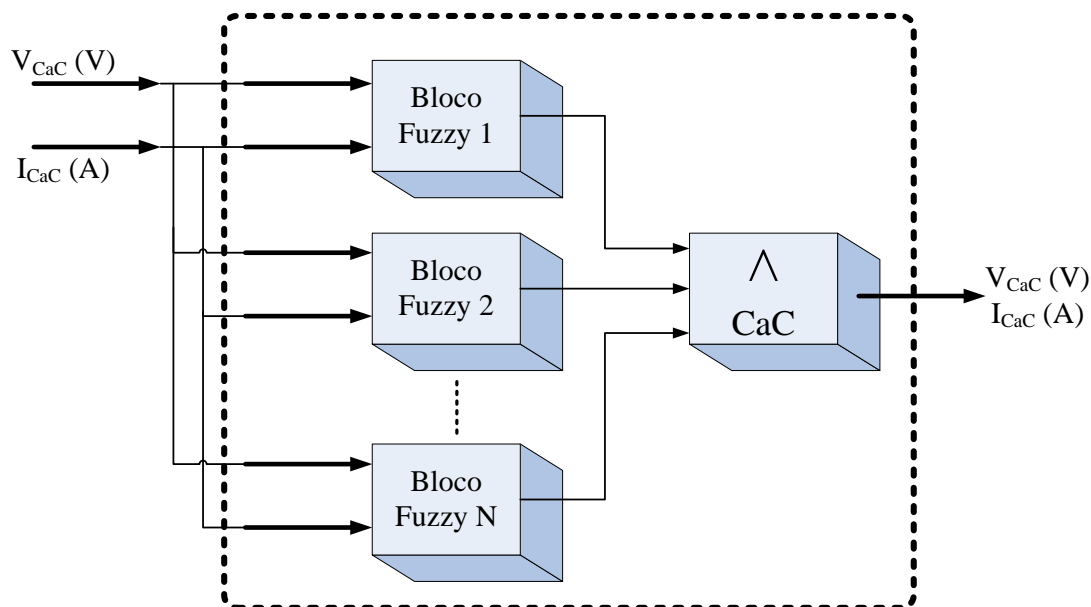 V_CaC (V)
I_CaC (A)
Bloco
Fuzzy 1
Bloco
Fuzzy 2
Bloco
Fuzzy N
∧
CaC
V_CaC (V)
I_CaC (A)